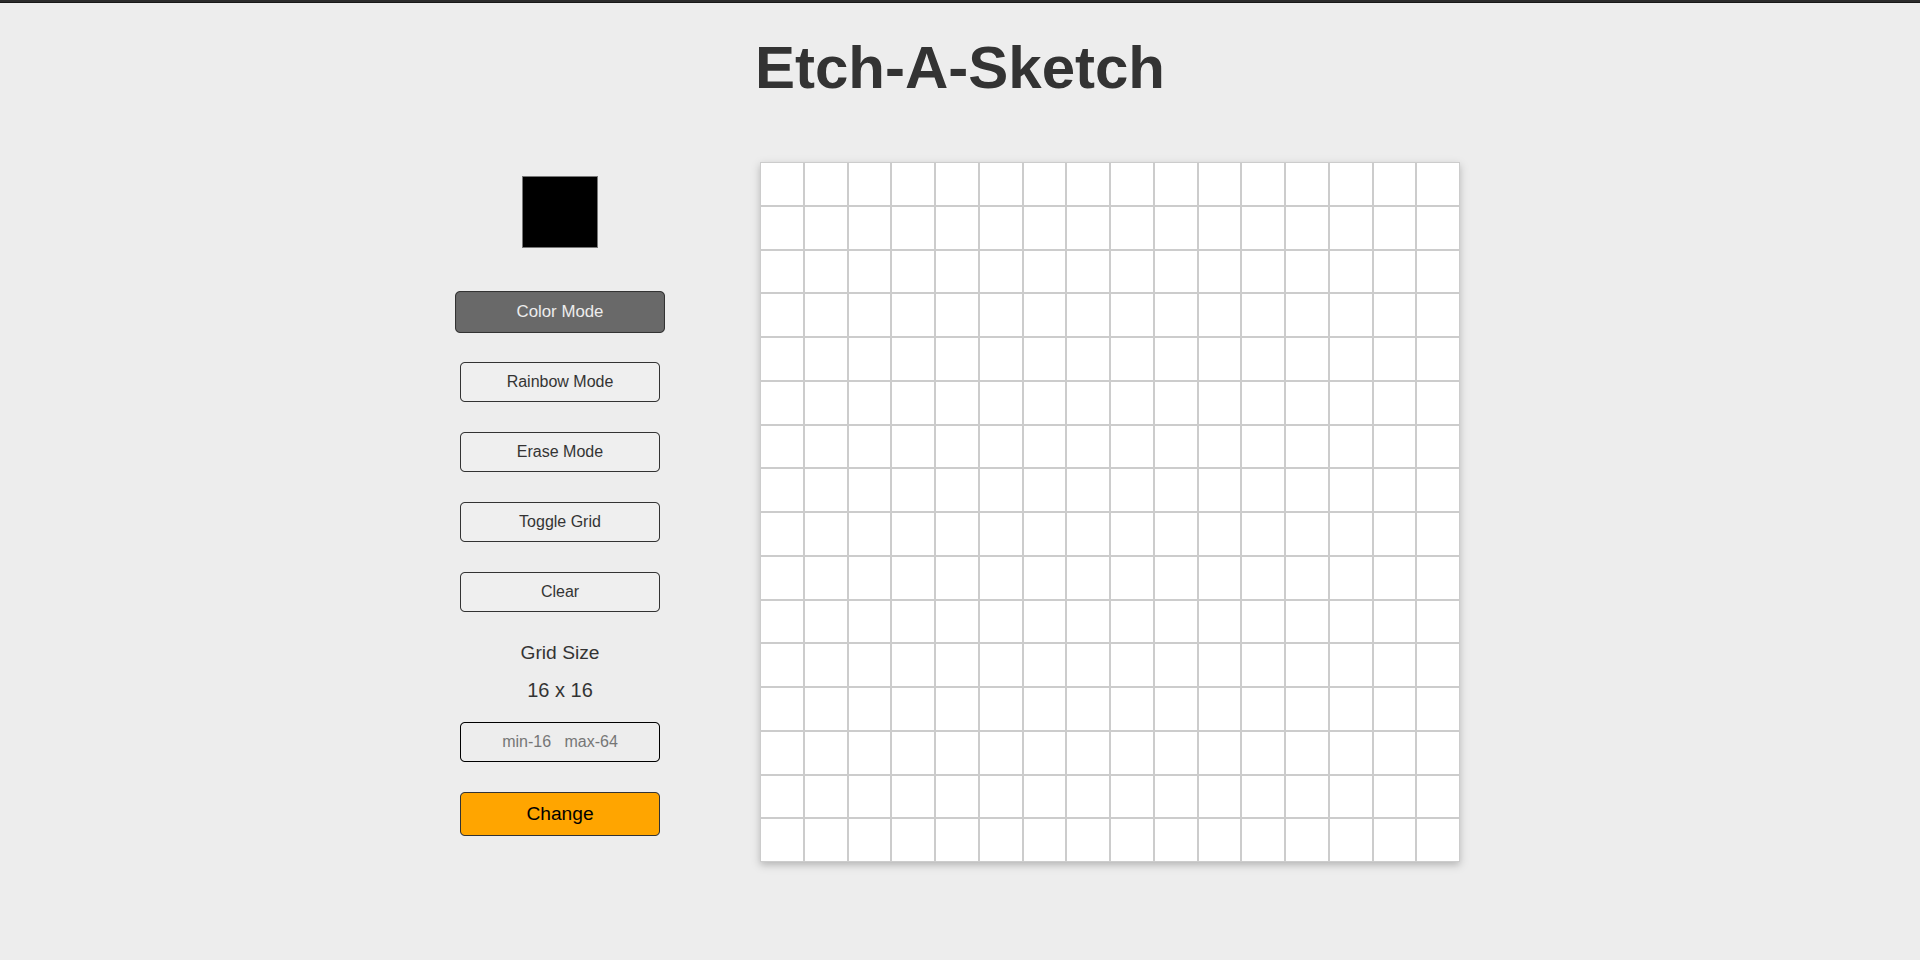 Etch-A-Sketch
Color Mode
Rainbow Mode
Erase Mode
Toggle Grid
Clear
Grid Size
16 x 16
min-16 max-64
Change